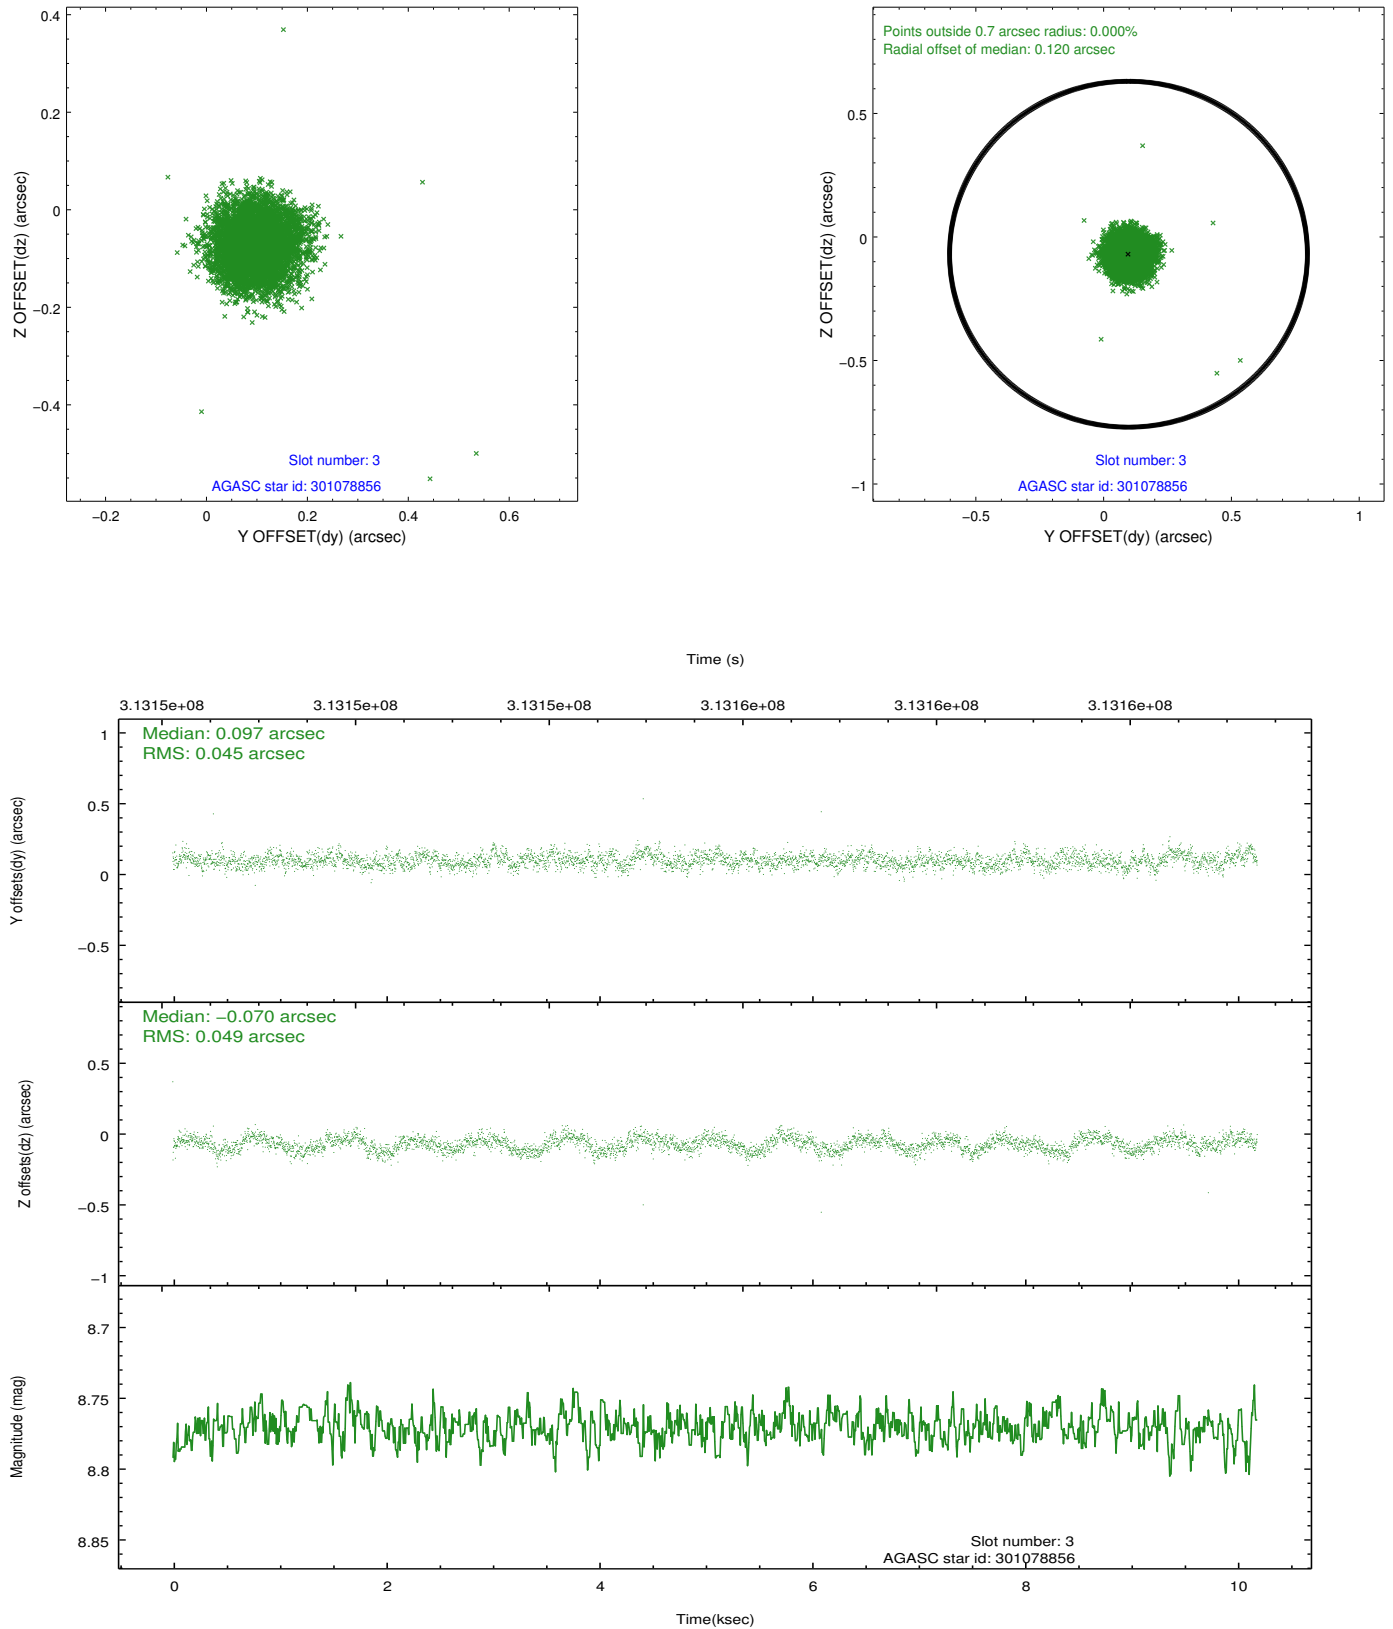 0.4
0.2
0
−0.2
−0.4
Z OFFSET(dz) (arcsec)
Slot number: 3
AGASC star id: 301078856
−0.2 0 0.2 0.4 0.6
Y OFFSET(dy) (arcsec)
Points outside 0.7 arcsec radius: 0.000%
Radial offset of median: 0.120 arcsec
0.5
0
−0.5
−1
Z OFFSET(dz) (arcsec)
Slot number: 3
AGASC star id: 301078856
−0.5 0 0.5 1
Y OFFSET(dy) (arcsec)
Time (s)
3.1315e+08 3.1315e+08 3.1315e+08 3.1316e+08 3.1316e+08 3.1316e+08
Median: 0.097 arcsec
RMS: 0.045 arcsec
1
0.5
0
−0.5
Y offsets(dy) (arcsec)
Median: −0.070 arcsec
RMS: 0.049 arcsec
0.5
0
−0.5
−1
Z offsets(dz) (arcsec)
8.7
8.75
8.8
8.85
Magnitude (mag)
Slot number: 3
AGASC star id: 301078856
0 2 4 6 8 10
Time(ksec)